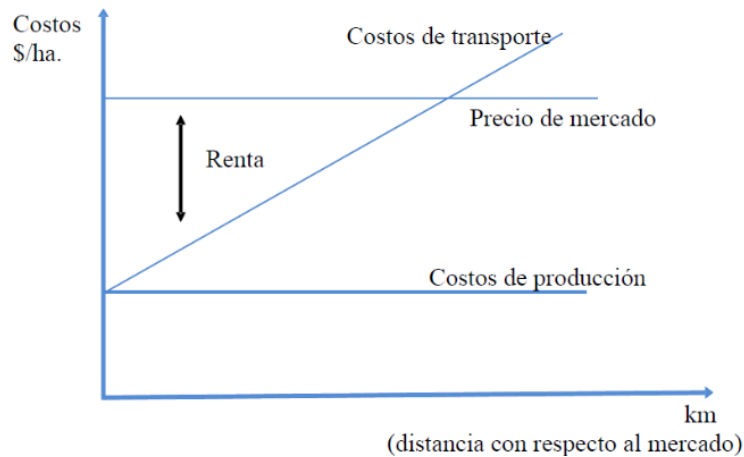 Costos
$/ha.
Costos de transporte
Precio de mercado
Renta
Costos de producción
km
(distancia con respecto al mercado)